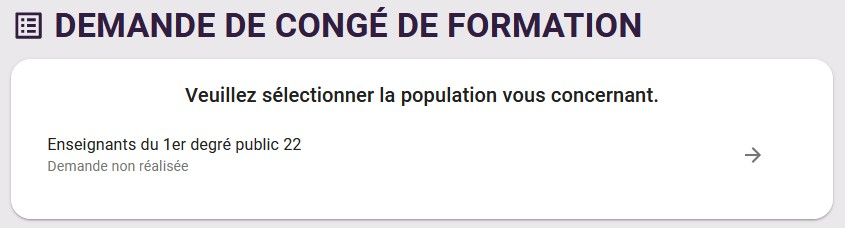 DEMANDE DE CONGÉ DE FORMATION
Veuillez sélectionner la population vous concernant.
Enseignants du 1er degré public 22
Demande non réalisée